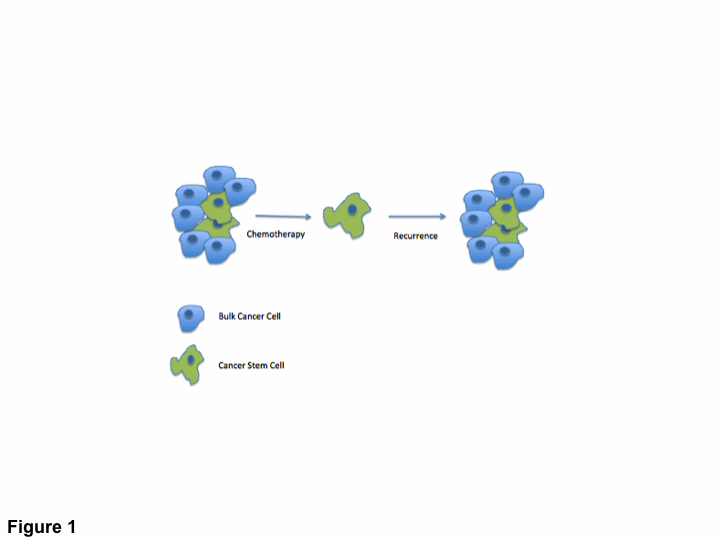 Chemotherapy
Recurrence
Bulk Cancer Cell
Cancer Stem Cell
Figure 1